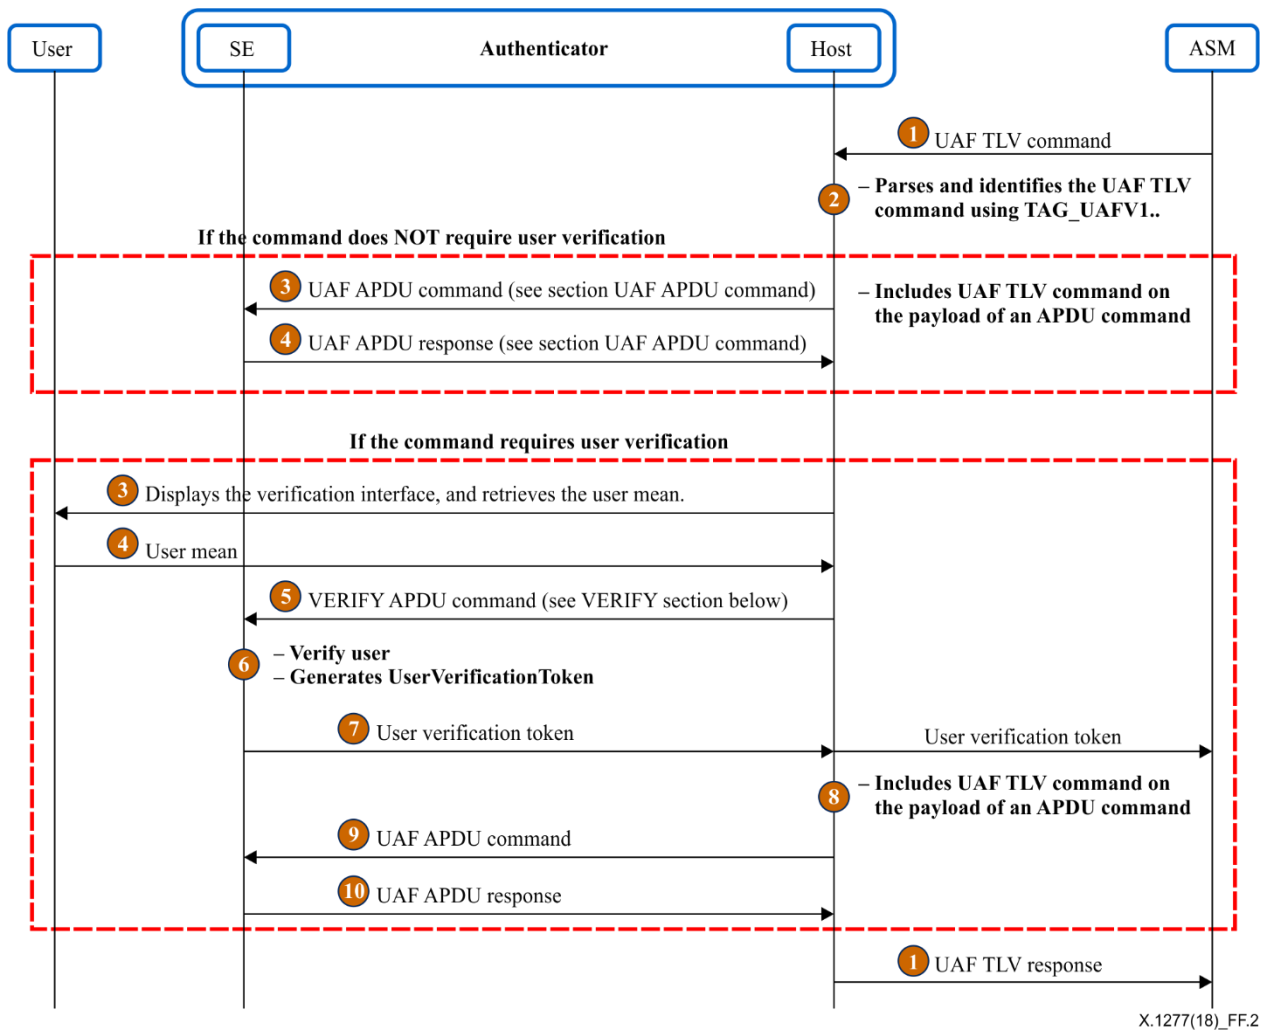 User
SE
Authenticator
Host
ASM
1 UAF TLV command
2 – Parses and identifies the UAF TLV
command using TAG_UAFV1..
If the command does NOT require user verification
3 UAF APDU command (see section UAF APDU command)
– Includes UAF TLV command on
the payload of an APDU command
4 UAF APDU response (see section UAF APDU command)
If the command requires user verification
3 Displays the verification interface, and retrieves the user mean.
4 User mean
5 VERIFY APDU command (see VERIFY section below)
6 – Verify user
– Generates UserVerificationToken
7 User verification token
User verification token
8 – Includes UAF TLV command on
the payload of an APDU command
9 UAF APDU command
10 UAF APDU response
1 UAF TLV response
X.1277(18)_FF.2